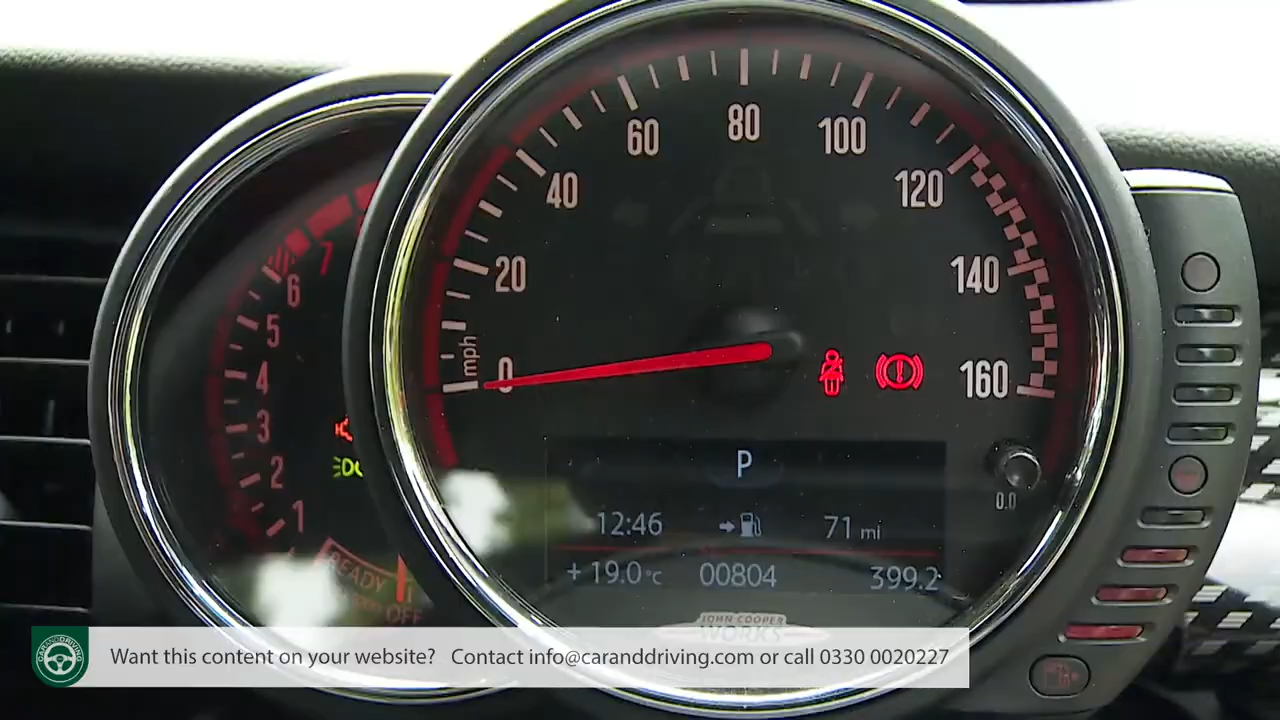 60 80 100
40 120
20 140
mph 0 160
7
6
5
4
3
2
1
P
0.0
12:46 71 mi
+19.0°C 00804 399.2
READY
OFF
JOHN COOPER
WORKS
CARANDDRIVING
Want this content on your website? Contact info@caranddriving.com or call 0330 0020227